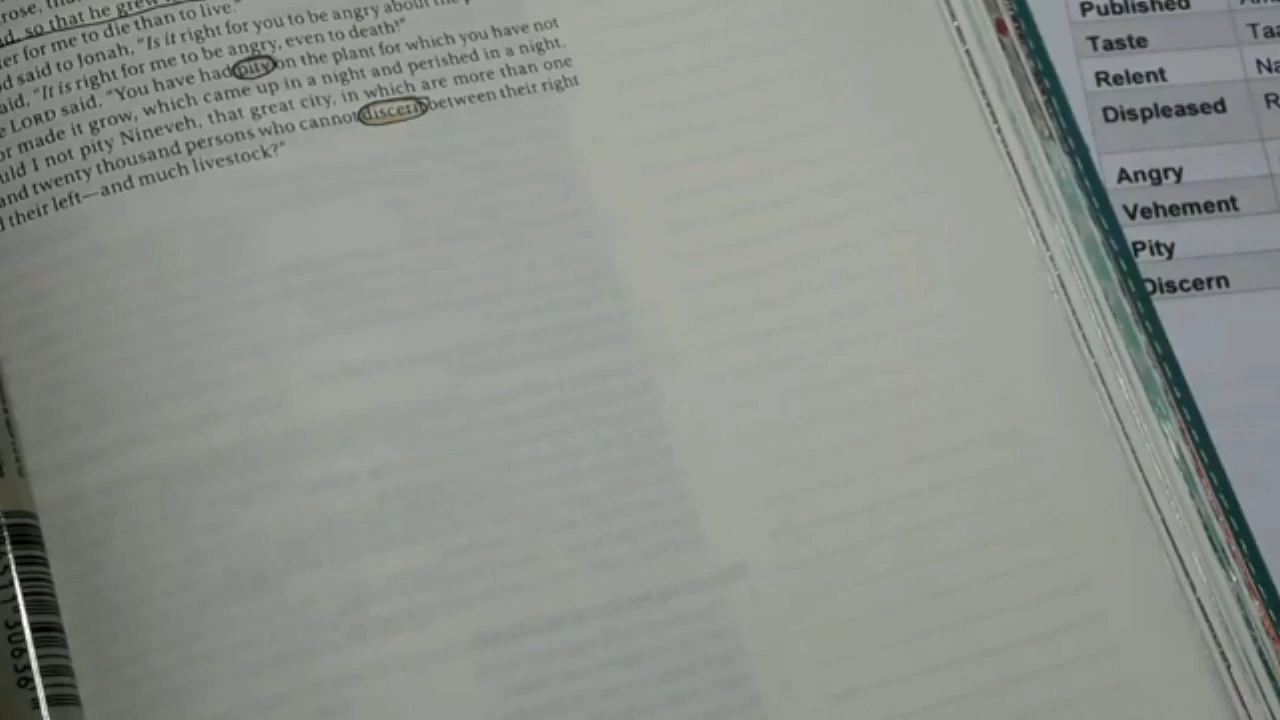 rose, th
d, so that he grew
er for me to die than to live."
d said to Jonah, "Is it right for you to be angry about the p
aid, "It is right for me to be angry, even to death!"
e LORD said, "You have had pity on the plant for which you have not
or made it grow, which came up in a night and perished in a night.
uld I not pity Nineveh, that great city, in which are more than one
and twenty thousand persons who cannot discern between their right
d their left—and much livestock?"
Published
Taste Taa
Relent Na
Displeased R
Angry
Vehement
Pity
Discern